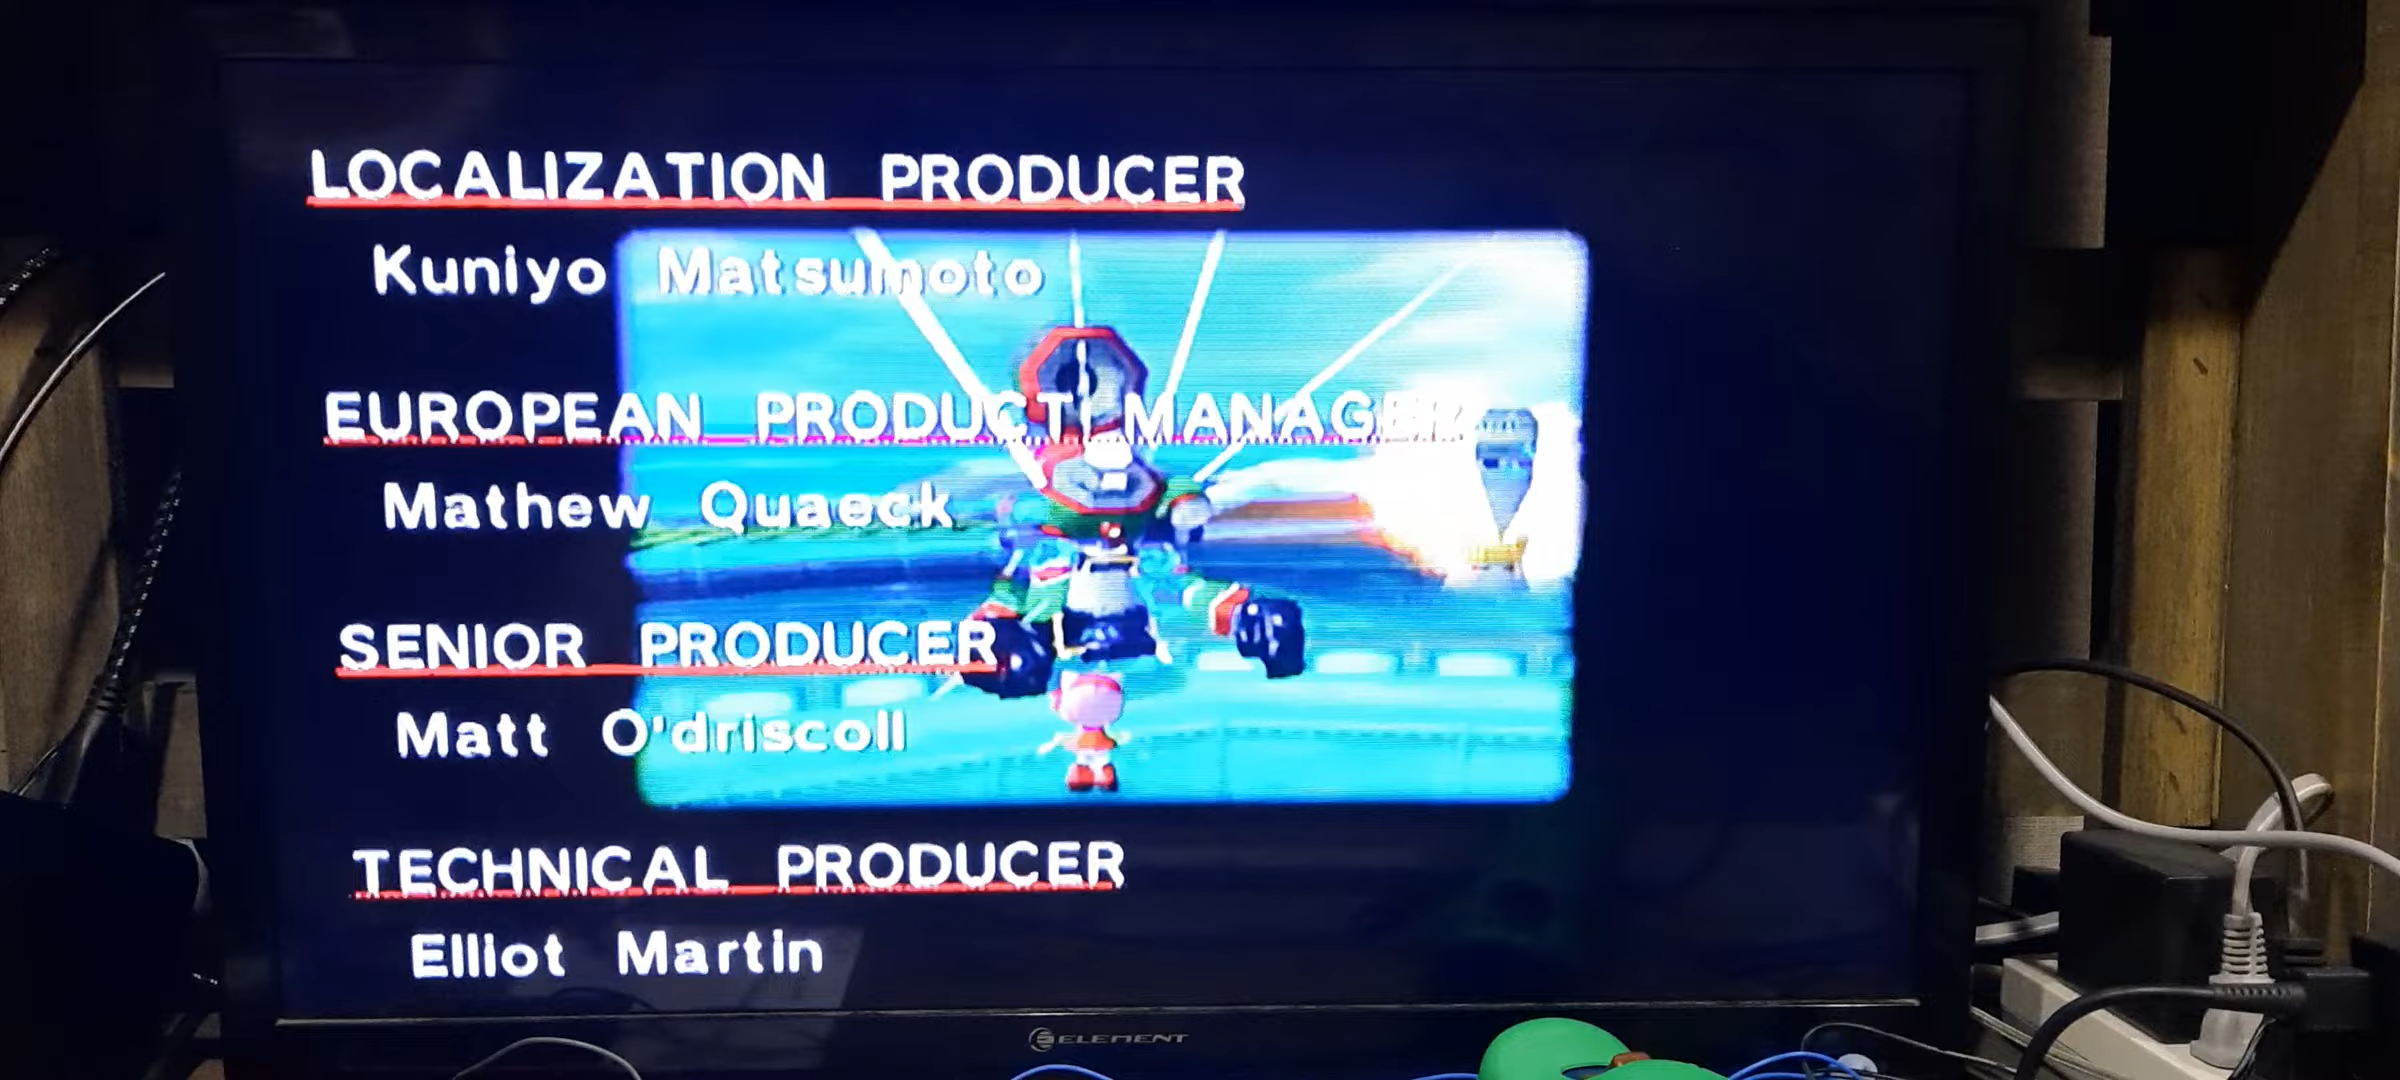 LOCALIZATION PRODUCER
Kuniyo Matsumoto
EUROPEAN PRODUCT MANAGER
Mathew Quaeck
SENIOR PRODUCER
Matt O'driscoll
TECHNICAL PRODUCER
Elliot Martin
ELEMENT